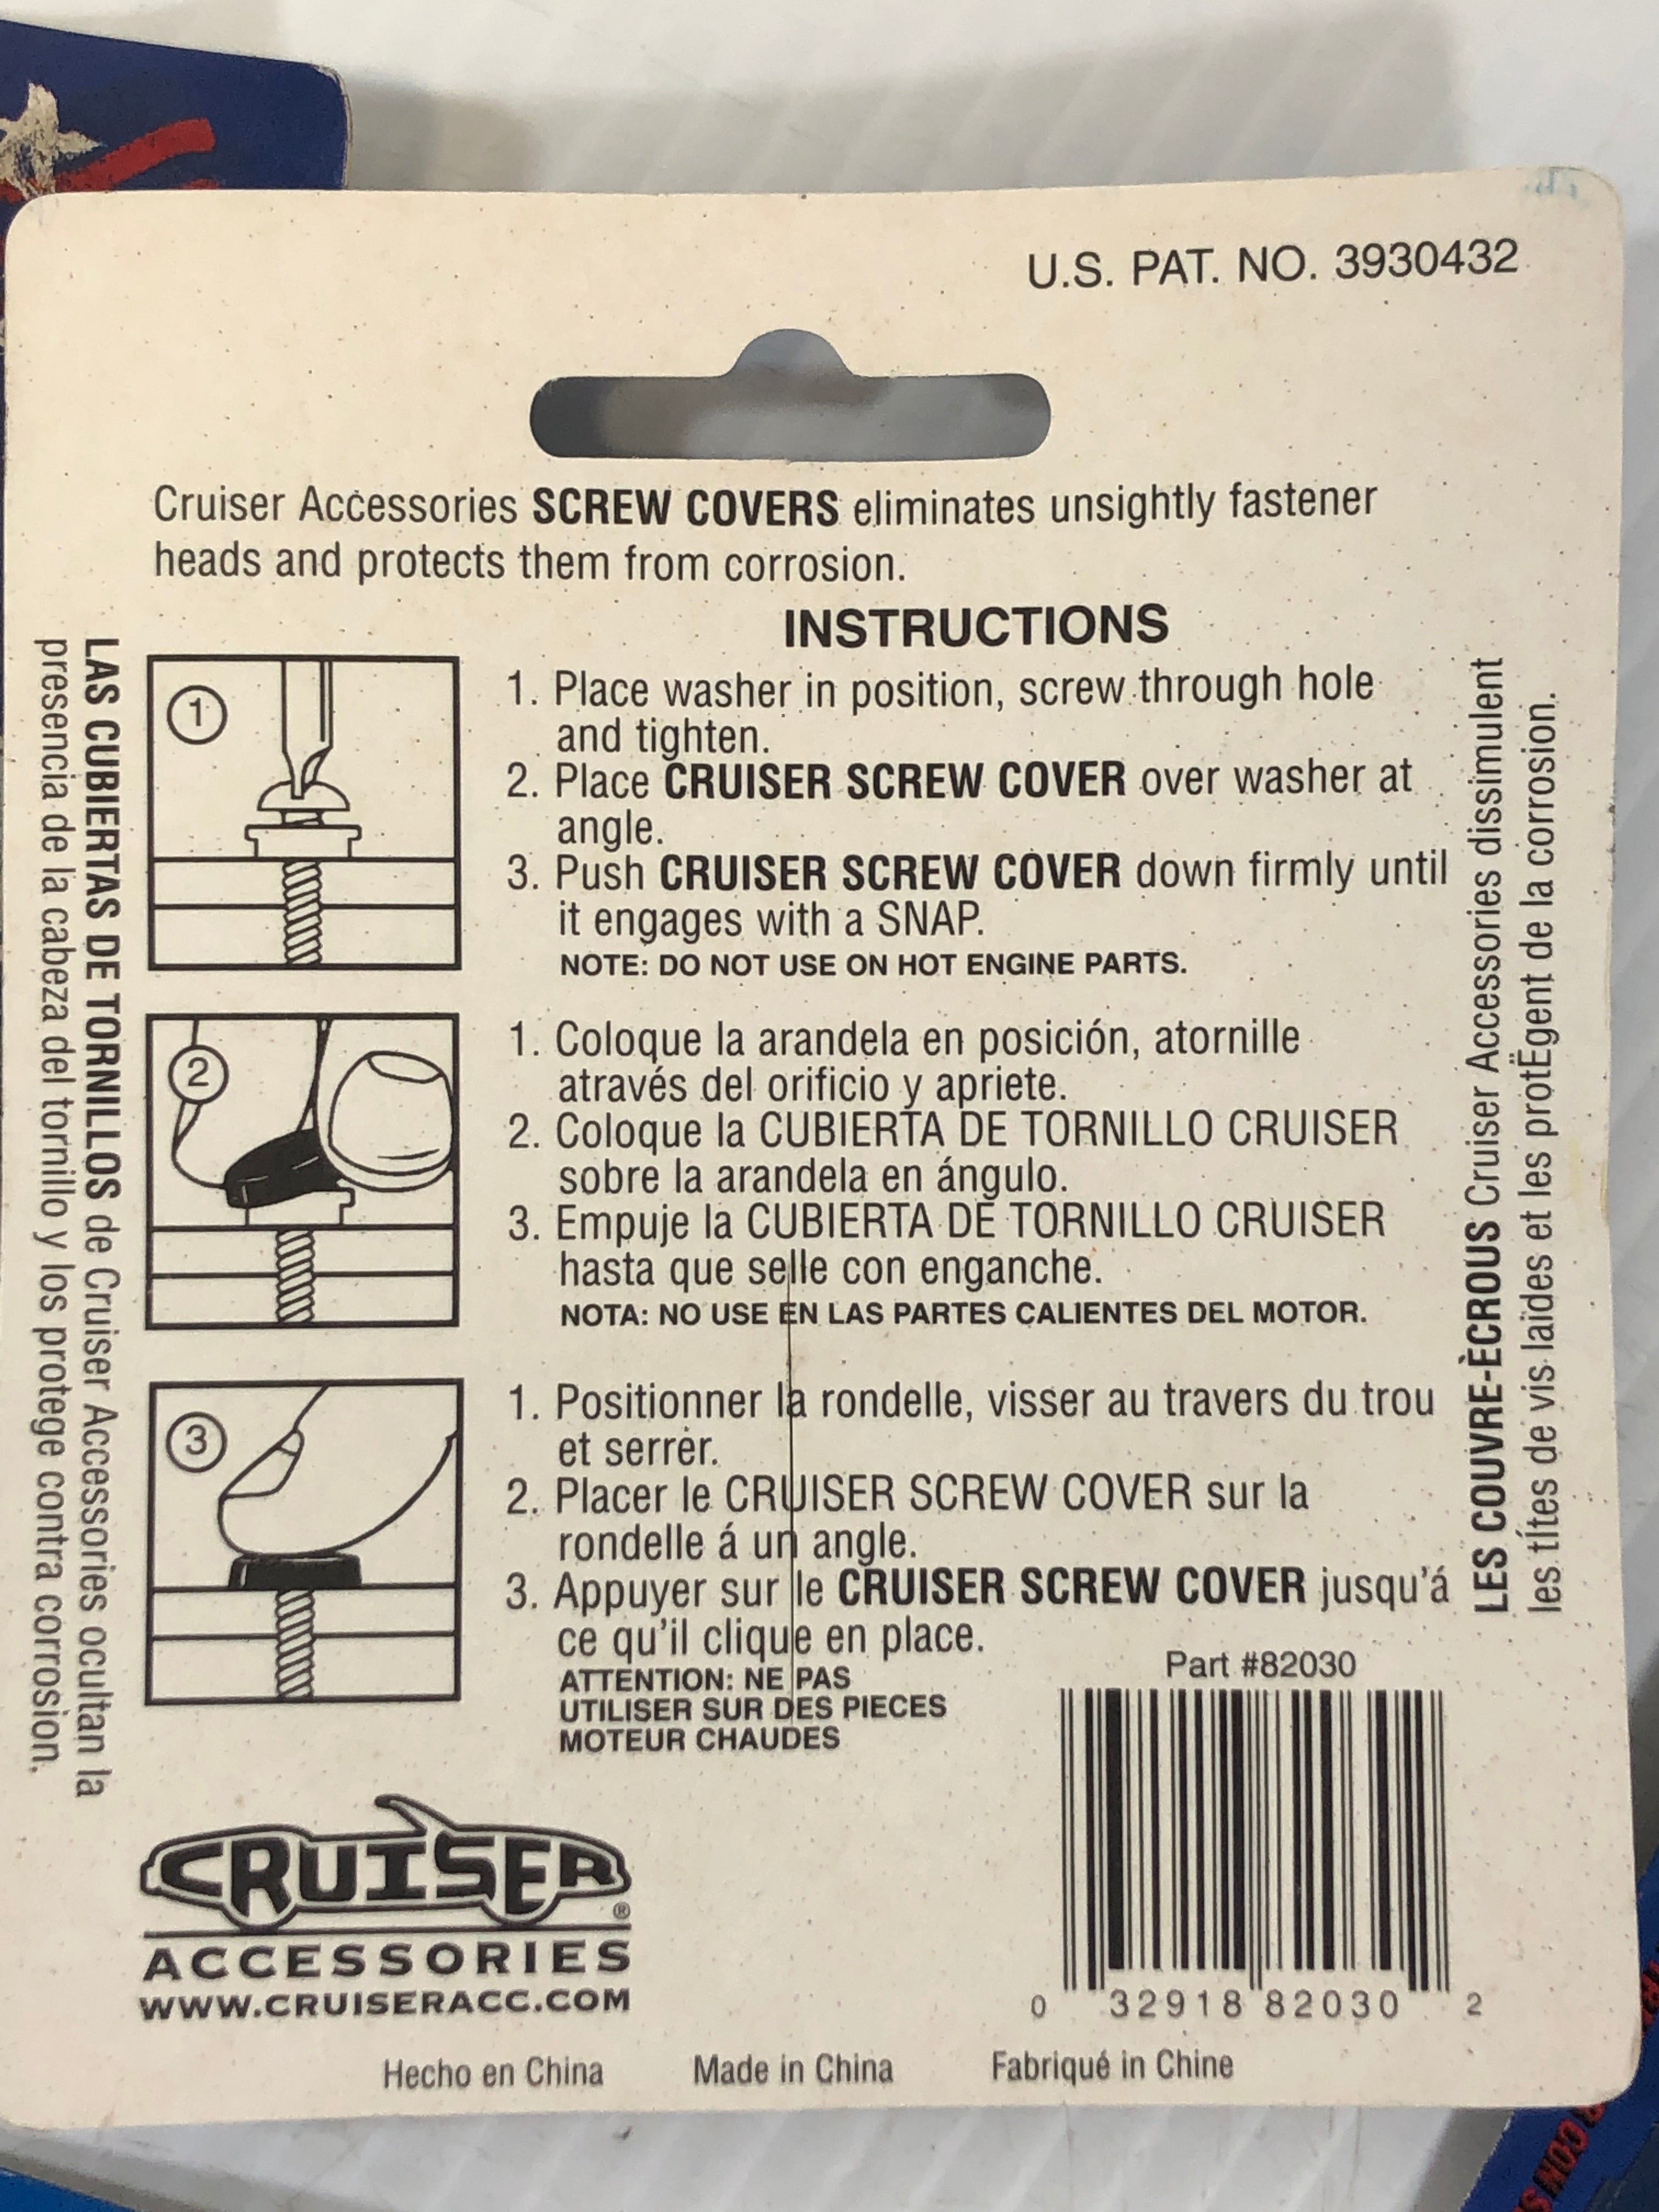 U.S. PAT. NO. 3930432
Cruiser Accessories SCREW COVERS eliminates unsightly fastener
heads and protects them from corrosion.
INSTRUCTIONS
1. Place washer in position, screw through hole
and tighten.
2. Place CRUISER SCREW COVER over washer at
angle.
3. Push CRUISER SCREW COVER down firmly until
it engages with a SNAP.
NOTE: DO NOT USE ON HOT ENGINE PARTS.
1. Coloque la arandela en posición, atornille
através del orificio y apriete.
2. Coloque la CUBIERTA DE TORNILLO CRUISER
sobre la arandela en ángulo.
3. Empuje la CUBIERTA DE TORNILLO CRUISER
hasta que selle con enganche.
NOTA: NO USE EN LAS PARTES CALIENTES DEL MOTOR.
1. Positionner la rondelle, visser au travers du trou
et serrer.
2. Placer le CRUISER SCREW COVER sur la
rondelle á un angle.
3. Appuyer sur le CRUISER SCREW COVER jusqu'á
ce qu'il clique en place.
ATTENTION: NE PAS
UTILISER SUR DES PIECES
MOTEUR CHAUDES
1
2
3
LAS CUBIERTAS DE TORNILLOS de Cruiser Accessories ocultan la
presencia de la cabeza del tornillo y los protege contra corrosion.
LES COUVRE-ÈCROUS Cruiser Accessories dissimulent
les títes de vis laïdes et les protËgent de la corrosion.
Part #82030
0 32918 82030 2
CRUISER ®
ACCESSORIES
WWW.CRUISERACC.COM
Hecho en China Made in China Fabriqué in Chine
CON